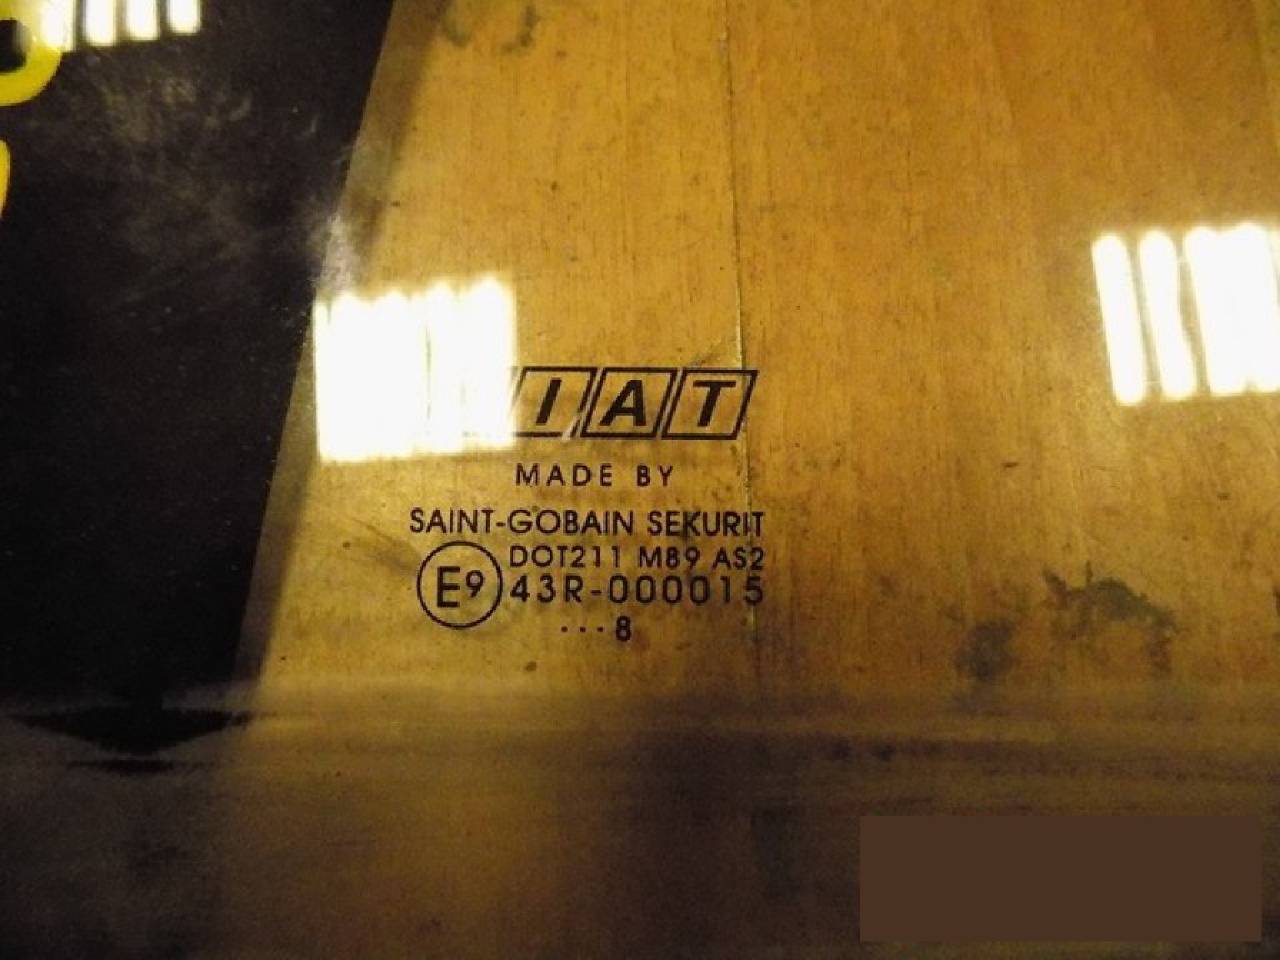 IAT
MADE BY
SAINT-GOBAIN SEKURIT
DOT211 M89 AS2
E9 43R-000015
...8